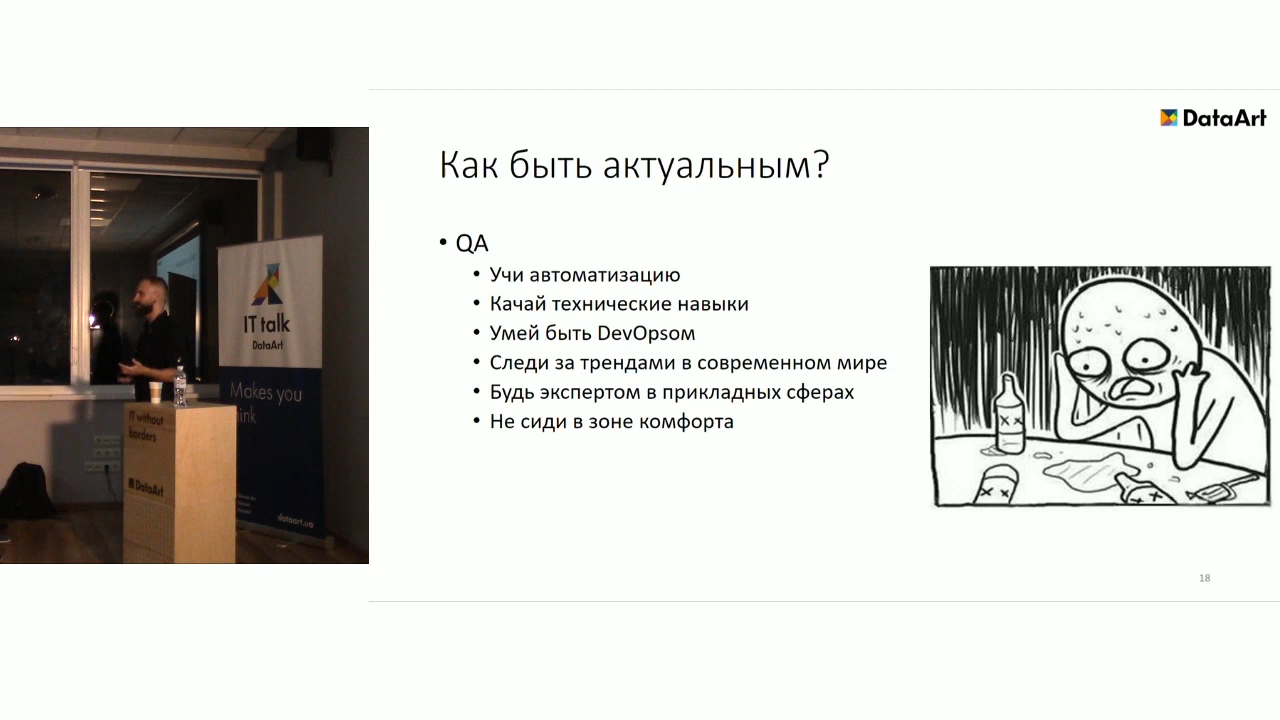 DataArt
Как быть актуальным?
• QA
• Учи автоматизацию
• Качай технические навыки
• Умей быть DevOpsом
• Следи за трендами в современном мире
• Будь экспертом в прикладных сферах
• Не сиди в зоне комфорта
18
IT talk
DataArt
Makes you
IT without
borders
DataArt
dataart.ua